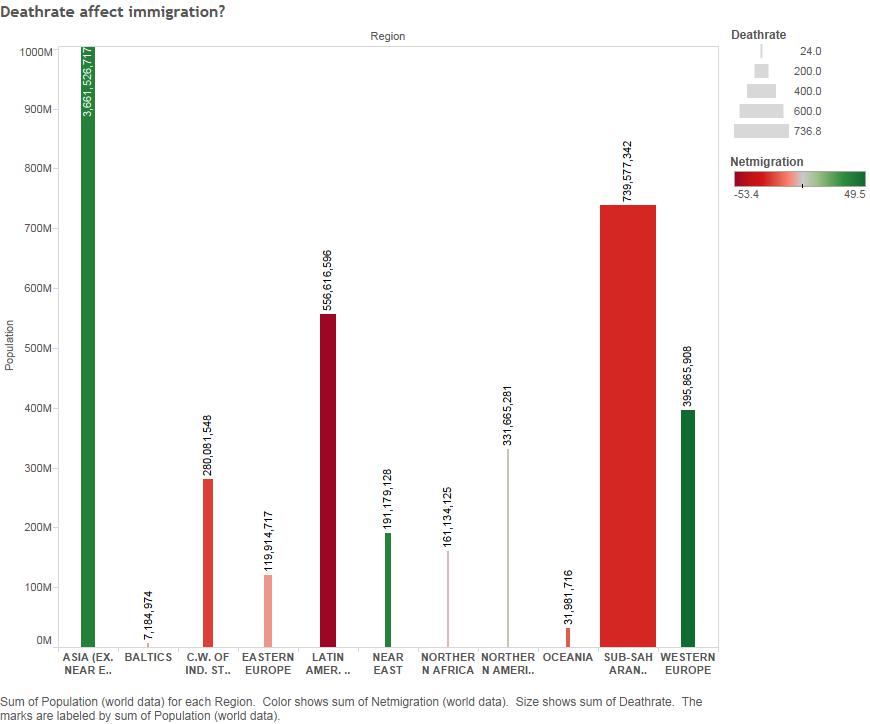 Deathrate affect immigration?
Region
Deathrate
24.0
200.0
400.0
600.0
736.8
Netmigration
-53.4 49.5
Population
1000M
900M
800M
700M
600M
500M
400M
300M
200M
100M
0M
3,661,526,717
7,184,974
280,081,548
119,914,717
556,616,596
191,179,128
161,134,125
331,665,281
31,981,716
739,577,342
395,865,908
ASIA (EX.
NEAR E..
BALTICS
C.W. OF
IND. ST..
EASTERN
EUROPE
LATIN
AMER. ..
NEAR
EAST
NORTHER
N AFRICA
NORTHER
N AMERI..
OCEANIA
SUB-SAH
ARAN..
WESTERN
EUROPE
Sum of Population (world data) for each Region.  Color shows sum of Netmigration (world data).  Size shows sum of Deathrate.  The
marks are labeled by sum of Population (world data).